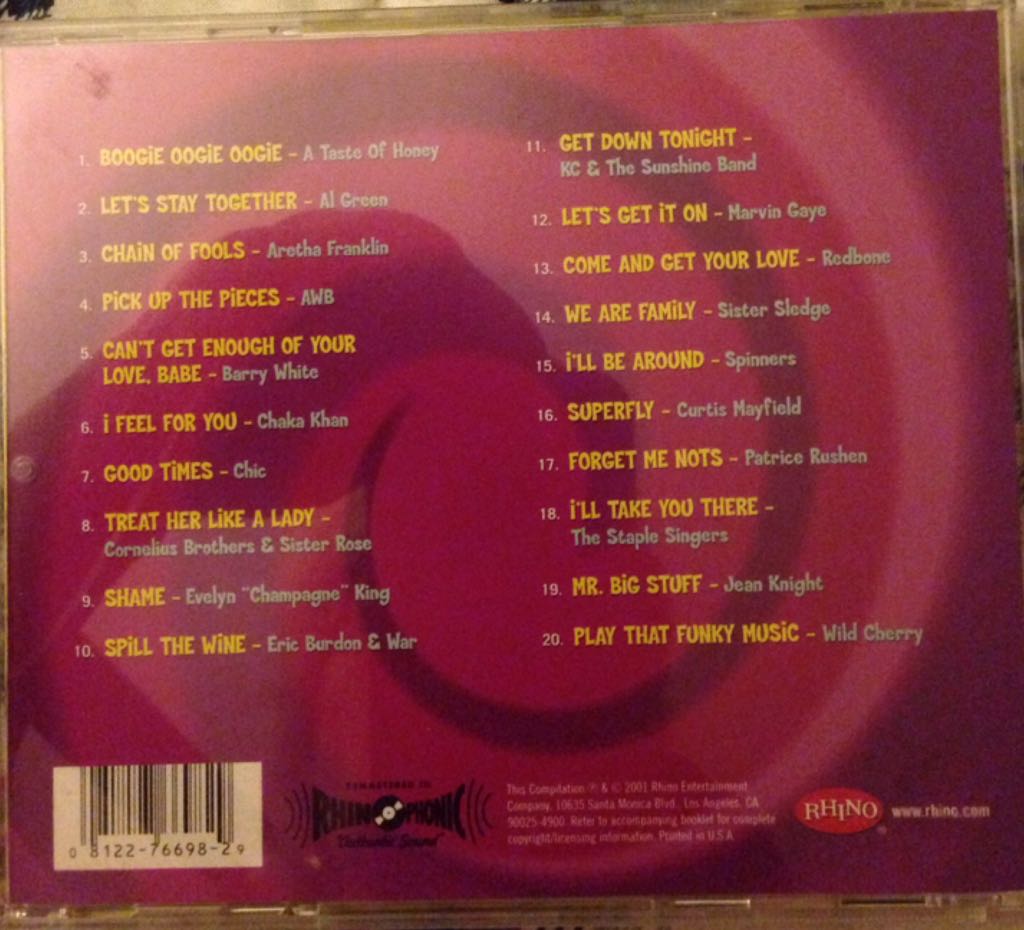 1. BOOGiE OOGiE OOGiE - A Taste Of Honey
2. LET'S STAY TOGETHER - Al Green
3. CHAiN OF FOOLS - Aretha Franklin
4. PiCK UP THE PiECES - AWB
5. CAN'T GET ENOUGH OF YOUR
LOVE, BABE - Barry White
6. i FEEL FOR YOU - Chaka Khan
7. GOOD TiMES - Chic
8. TREAT HER LiKE A LADY -
Cornelius Brothers & Sister Rose
9. SHAME - Evelyn "Champagne" King
10. SPiLL THE WiNE - Eric Burdon & War
11. GET DOWN TONiGHT -
KC & The Sunshine Band
12. LET'S GET iT ON - Marvin Gaye
13. COME AND GET YOUR LOVE - Redbone
14. WE ARE FAMiLY - Sister Sledge
15. i'LL BE AROUND - Spinners
16. SUPERFLY - Curtis Mayfield
17. FORGET ME NOTS - Patrice Rushen
18. i'LL TAKE YOU THERE -
The Staple Singers
19. MR. BiG STUFF - Jean Knight
20. PLAY THAT FUNKY MUSiC - Wild Cherry
0 81122-76698-2 9
REMASTERED IN
RHINOPHONIC
"Authentic Sound"
This Compilation ℗ & © 2001 Rhino Entertainment
Company, 10635 Santa Monica Blvd., Los Angeles, CA
90025-4900. Refer to accompanying booklet for complete
copyright/licensing information. Printed in U.S.A.
RHINO
www.rhino.com